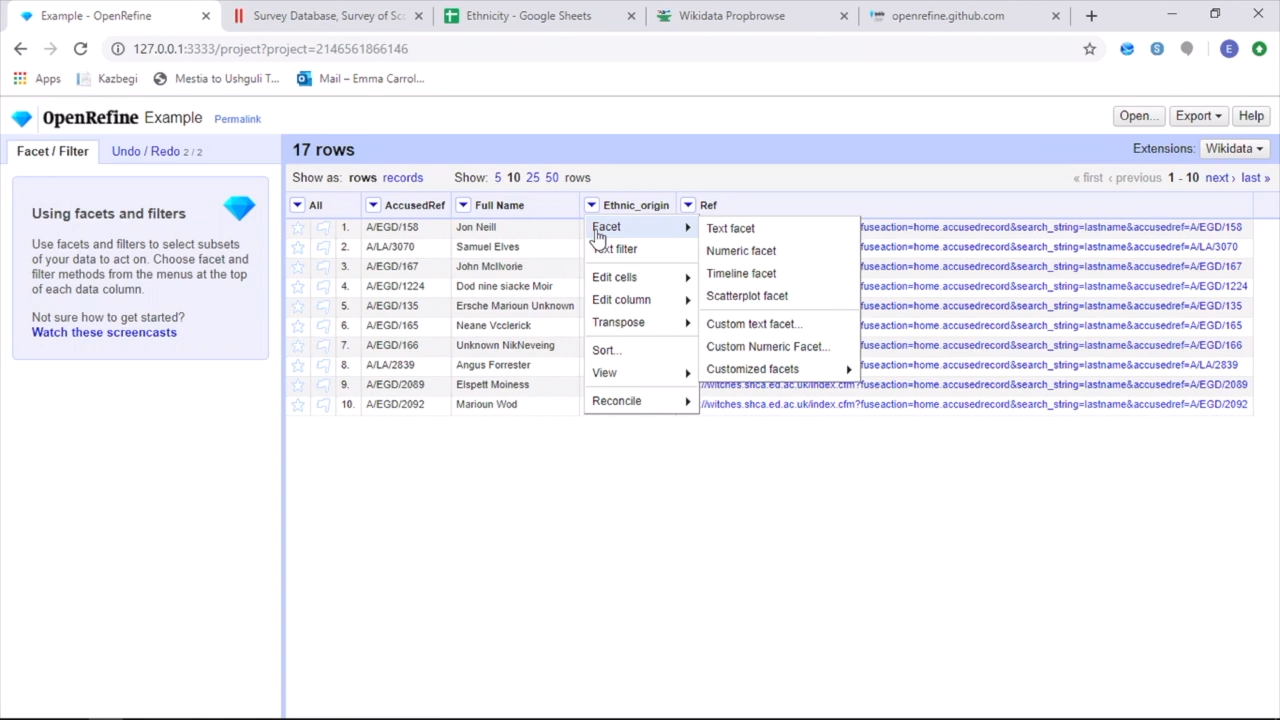 Example - OpenRefine
Survey Database, Survey of Sc
Ethnicity - Google Sheets
Wikidata Propbrowse
openrefine.github.com
127.0.0.1:3333/project?project=2146561866146
E
Apps
Kazbegi
Mestia to Ushguli T...
Mail – Emma Carrol...
OpenRefine Example Permalink
Open...
Export
Help
Facet / Filter
Undo / Redo 2 / 2
17 rows
Extensions:
Wikidata
Show as: rows records
Show: 5 10 25 50 rows
« first ‹ previous 1 - 10 next › last »
Using facets and filters
Use facets and filters to select subsets
of your data to act on. Choose facet and
filter methods from the menus at the top
of each data column.
Not sure how to get started?
Watch these screencasts
All
AccusedRef
Full Name
Ethnic_origin
Ref
1. A/EGD/158 Jon Neill fuseaction=home.accusedrecord&search_string=lastname&accusedref=A/EGD/158
2. A/LA/3070 Samuel Elves fuseaction=home.accusedrecord&search_string=lastname&accusedref=A/LA/3070
3. A/EGD/167 John McIlvorie fuseaction=home.accusedrecord&search_string=lastname&accusedref=A/EGD/167
4. A/EGD/1224 Dod nine siacke Moir fuseaction=home.accusedrecord&search_string=lastname&accusedref=A/EGD/1224
5. A/EGD/135 Ersche Marioun Unknown fuseaction=home.accusedrecord&search_string=lastname&accusedref=A/EGD/135
6. A/EGD/165 Neane Vcclerick fuseaction=home.accusedrecord&search_string=lastname&accusedref=A/EGD/165
7. A/EGD/166 Unknown NikNeveing fuseaction=home.accusedrecord&search_string=lastname&accusedref=A/EGD/166
8. A/LA/2839 Angus Forrester fuseaction=home.accusedrecord&search_string=lastname&accusedref=A/LA/2839
9. A/EGD/2089 Elspett Moiness //witches.shca.ed.ac.uk/index.cfm?fuseaction=home.accusedrecord&search_string=lastname&accusedref=A/EGD/2089
10. A/EGD/2092 Marioun Wod //witches.shca.ed.ac.uk/index.cfm?fuseaction=home.accusedrecord&search_string=lastname&accusedref=A/EGD/2092
Facet
Text filter
Edit cells
Edit column
Transpose
Sort...
View
Reconcile
Text facet
Numeric facet
Timeline facet
Scatterplot facet
Custom text facet...
Custom Numeric Facet...
Customized facets